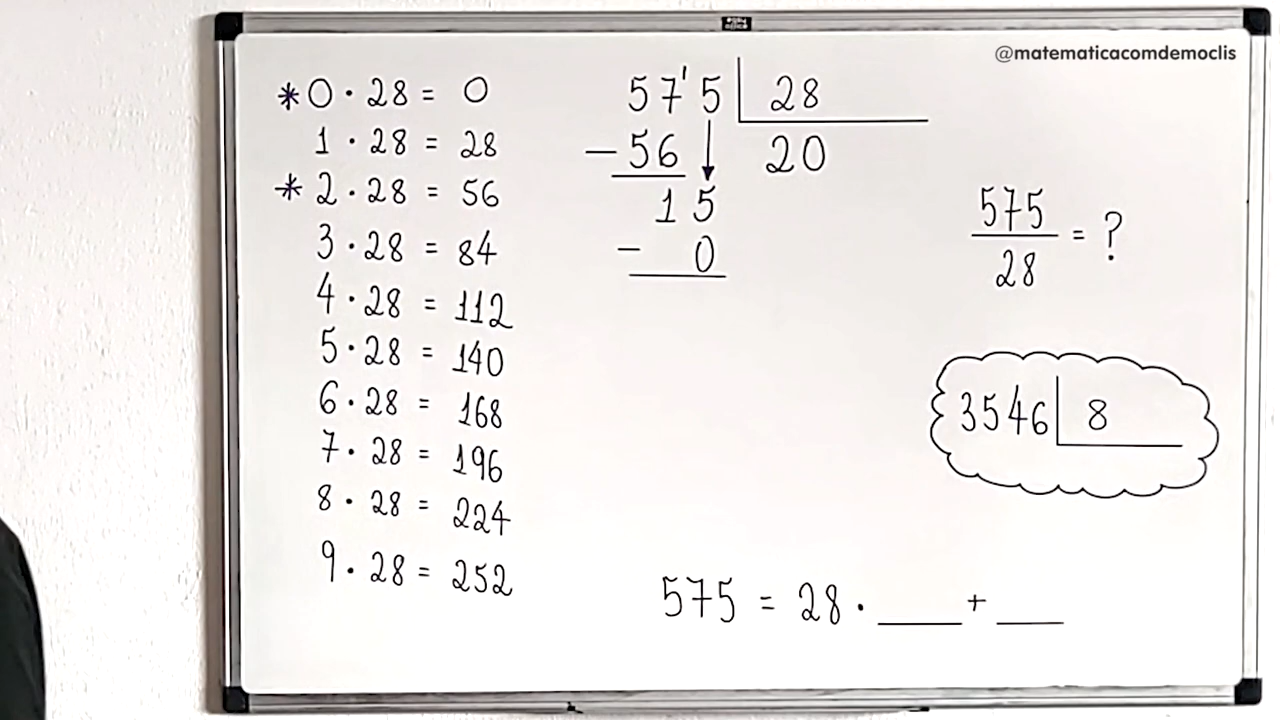 @matematicacomdemoclis
*0 · 28 = 0
1 · 28 = 28
*2 · 28 = 56
3 · 28 = 84
4 · 28 = 112
5 · 28 = 140
6 · 28 = 168
7 · 28 = 196
8 · 28 = 224
9 · 28 = 252
57'5 | 28
-56 ↓ 20
15
- 0
575
28
= ?
3546 | 8
575 = 28 · ____ + ____